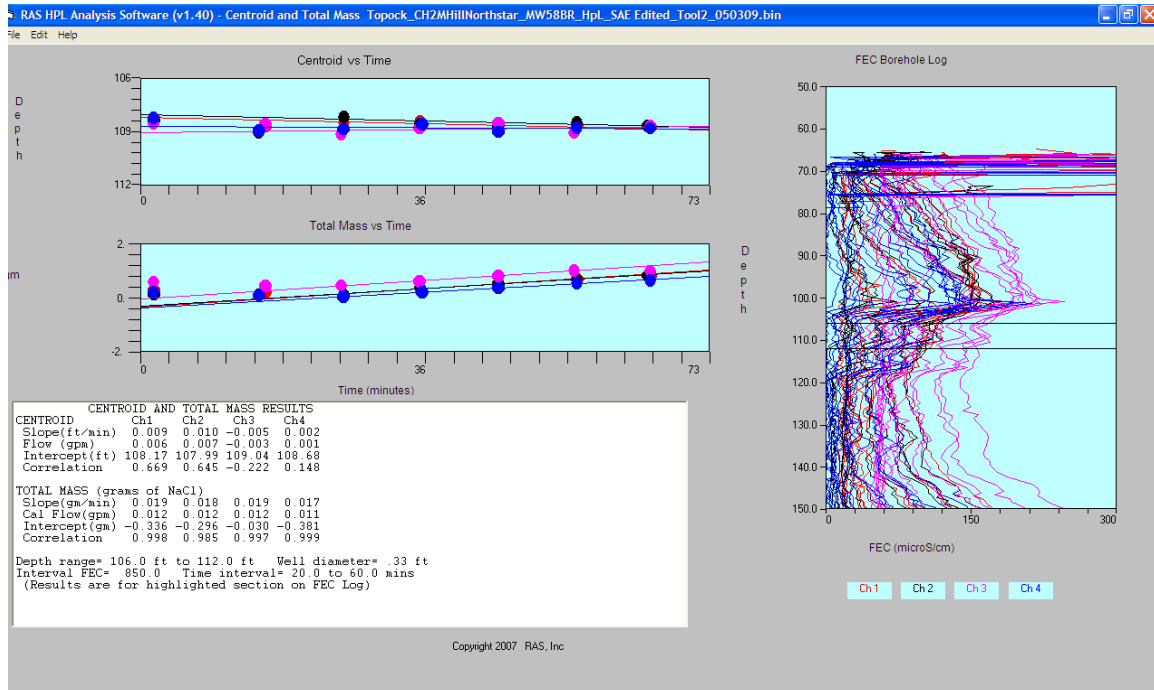 RAS HPL Analysis Software (v1.40) - Centroid and Total Mass  Topock_CH2MHillNorthstar_MW58BR_HpL_SAE Edited_Tool2_050309.bin
File Edit Help
Centroid vs Time
Depth
106
109
112
0 36 73
Total Mass vs Time
2.
0.
-2.
0 36 73
Time (minutes)
FEC Borehole Log
Depth
50.0
60.0
70.0
80.0
90.0
100.0
110.0
120.0
130.0
140.0
150.0
0 150 300
FEC (microS/cm)
Ch 1 Ch 2 Ch 3 Ch 4
CENTROID AND TOTAL MASS RESULTS
CENTROID Ch1 Ch2 Ch3 Ch4
Slope(ft/min) 0.009 0.010 -0.005 0.002
Flow (gpm) 0.006 0.007 -0.003 0.001
Intercept(ft) 108.17 107.99 109.04 108.68
Correlation 0.669 0.645 -0.222 0.148
TOTAL MASS (grams of NaCl)
Slope(gm/min) 0.019 0.018 0.019 0.017
Cal Flow(gpm) 0.012 0.012 0.012 0.011
Intercept(gm) -0.336 -0.296 -0.030 -0.381
Correlation 0.998 0.985 0.997 0.999
Depth range= 106.0 ft to 112.0 ft Well diameter= .33 ft
Interval FEC= 850.0 Time interval= 20.0 to 60.0 mins
(Results are for highlighted section on FEC Log)
Copyright 2007 RAS, Inc